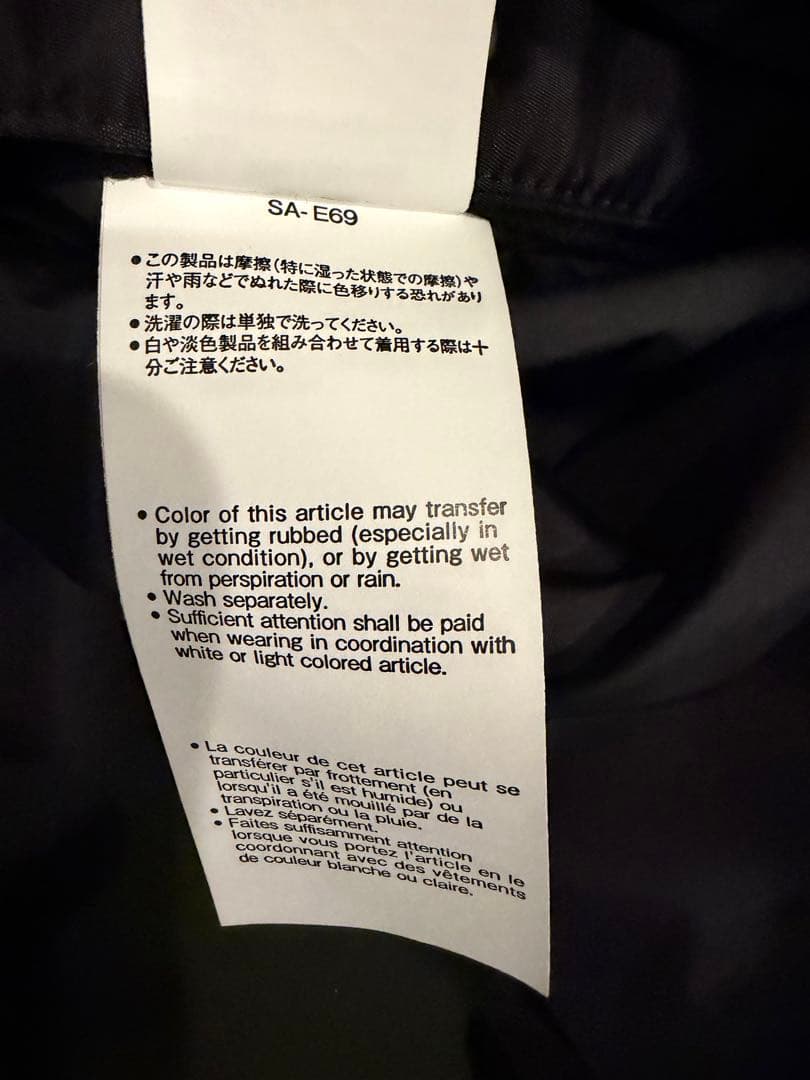 SA-E69
●この製品は摩擦(特に湿った状態での摩擦)や
汗や雨などでぬれた際に色移りする恐れがあり
ます。
●洗濯の際は単独で洗ってください。
●白や淡色製品を組み合わせて着用する際は十
分ご注意ください。
• Color of this article may transfer
by getting rubbed (especially in
wet condition), or by getting wet
from perspiration or rain.
• Wash separately.
• Sufficient attention shall be paid
when wearing in coordination with
white or light colored article.
• La couleur de cet article peut se
transférer par frottement (en
particulier s'il est humide) ou
lorsqu'il a été mouillé par de la
transpiration ou la pluie.
• Lavez séparément.
• Faites suffisamment attention
lorsque vous portez l'article en le
coordonnant avec des vêtements
de couleur blanche ou claire.